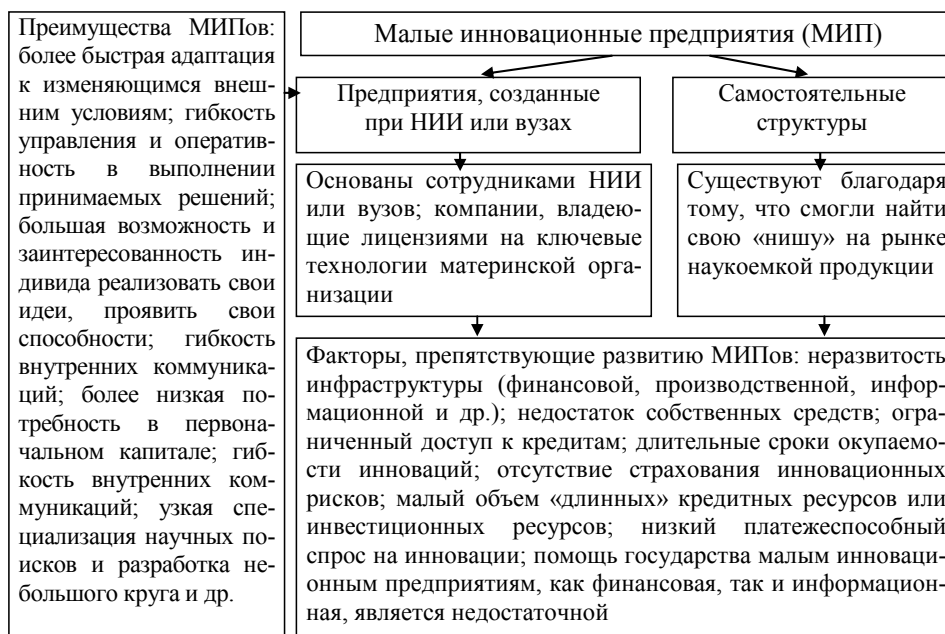 Преимущества МИПов:
более быстрая адаптация
к изменяющимся внеш-
ним условиям; гибкость
управления и оператив-
ность в выполнении
принимаемых решений;
большая возможность и
заинтересованность ин-
дивида реализовать свои
идеи, проявить свои
способности; гибкость
внутренних коммуника-
ций; более низкая по-
требность в первона-
чальном капитале; гиб-
кость внутренних ком-
муникаций; узкая спе-
циализация научных по-
исков и разработка не-
большого круга и др.
Малые инновационные предприятия (МИП)
Предприятия, созданные
при НИИ или вузах
Самостоятельные
структуры
Основаны сотрудниками НИИ
или вузов; компании, владею-
щие лицензиями на ключевые
технологии материнской орга-
низации
Существуют благодаря
тому, что смогли найти
свою «нишу» на рынке
наукоемкой продукции
Факторы, препятствующие развитию МИПов: неразвитость
инфраструктуры (финансовой, производственной, инфор-
мационной и др.); недостаток собственных средств; огра-
ниченный доступ к кредитам; длительные сроки окупаемо-
сти инноваций; отсутствие страхования инновационных
рисков; малый объем «длинных» кредитных ресурсов или
инвестиционных ресурсов; низкий платежеспособный
спрос на инновации; помощь государства малым инноваци-
онным предприятиям, как финансовая, так и информацион-
ная, является недостаточной